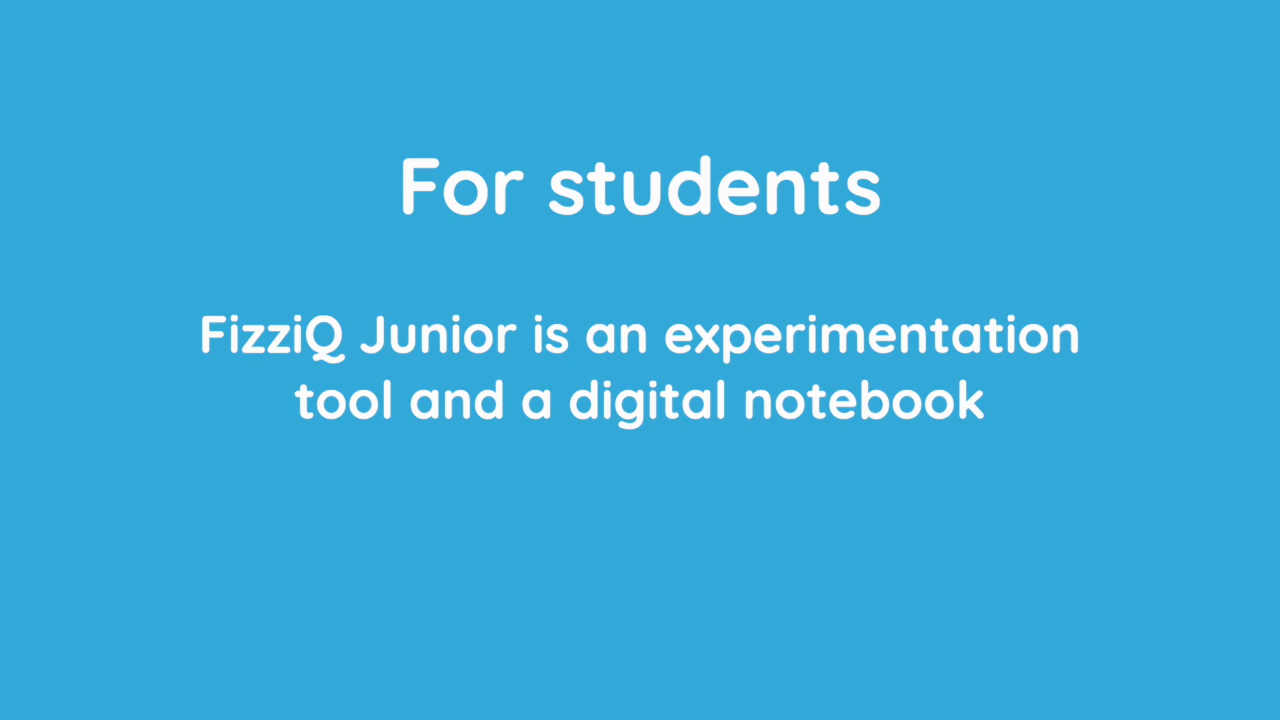 For students
FizziQ Junior is an experimentation
tool and a digital notebook